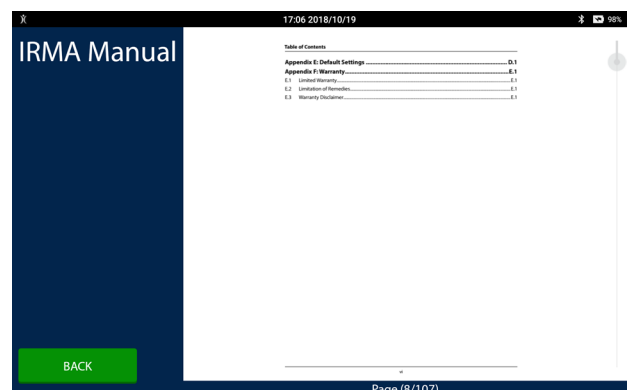 17:06 2018/10/19
98%
IRMA Manual
Table of Contents
Appendix E: Default Settings ........ D.1
Appendix F: Warranty........E.1
E.1 Limited Warranty........E.1
E.2 Limitation of Remedies........E.1
E.3 Warranty Disclaimer........E.1
vi
BACK
Page (8/107)